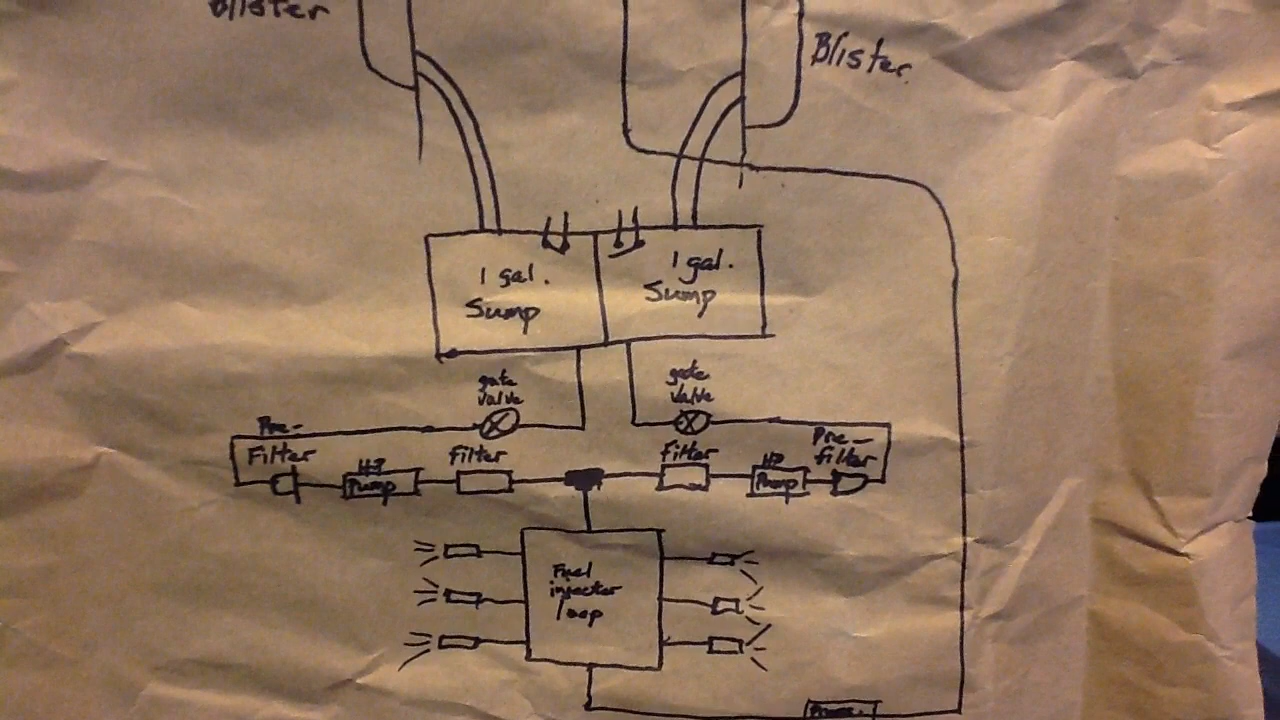 Blister
Blister
1 gal.
Sump
1 gal.
Sump
gate
valve
gate
valve
Pre-
Filter
HP
Pump
Filter
Filter
HP
Pump
Pre-
filter
Fuel
injector
loop